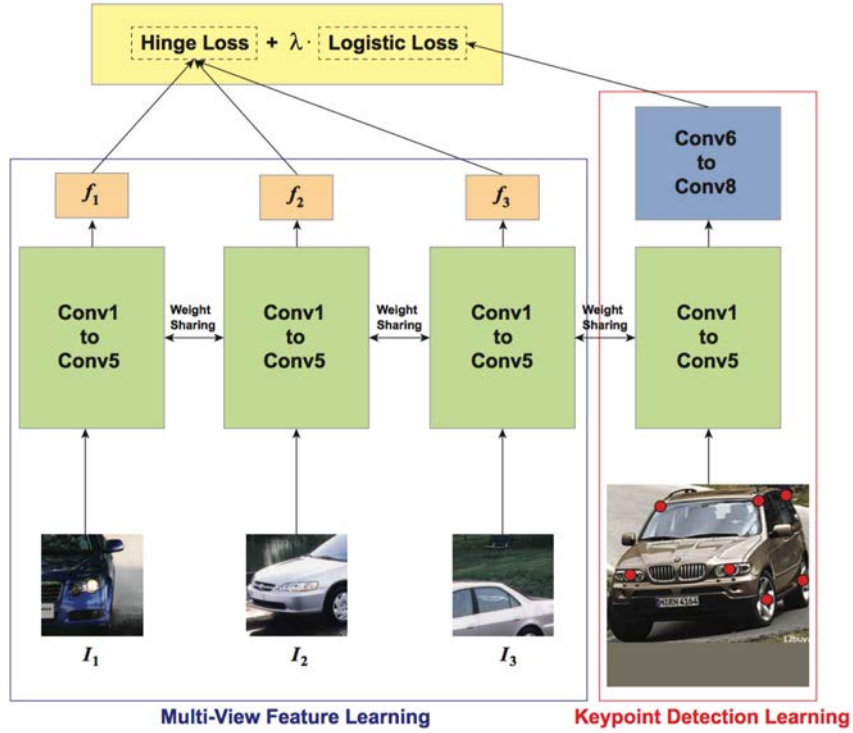 Hinge Loss + λ· Logistic Loss
f1
f2
f3
Conv6
to
Conv8
Conv1
to
Conv5
Weight
Sharing
Conv1
to
Conv5
Weight
Sharing
Conv1
to
Conv5
Weight
Sharing
Conv1
to
Conv5
I1
I2
I3
Multi-View Feature Learning
Keypoint Detection Learning